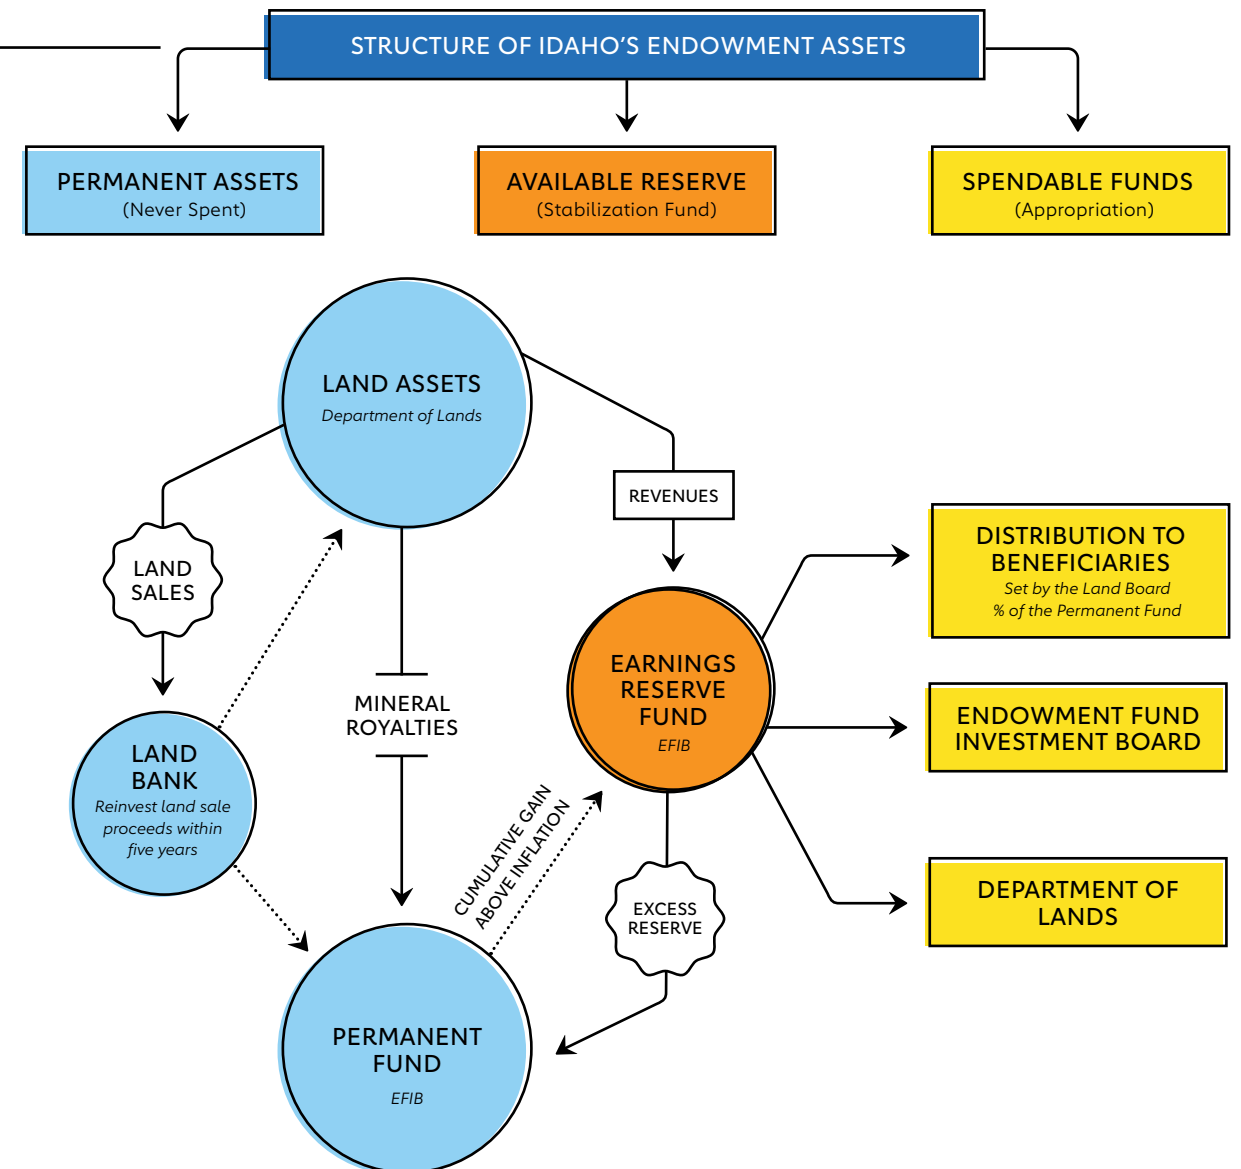 STRUCTURE OF IDAHO'S ENDOWMENT ASSETS
PERMANENT ASSETS
(Never Spent)
AVAILABLE RESERVE
(Stabilization Fund)
SPENDABLE FUNDS
(Appropriation)
LAND ASSETS
Department of Lands
REVENUES
LAND
SALES
DISTRIBUTION TO
BENEFICIARIES
Set by the Land Board
% of the Permanent Fund
EARNINGS
RESERVE
FUND
EFIB
MINERAL
ROYALTIES
ENDOWMENT FUND
INVESTMENT BOARD
LAND
BANK
Reinvest land sale
proceeds within
five years
CUMULATIVE GAIN
ABOVE INFLATION
EXCESS
RESERVE
DEPARTMENT OF
LANDS
PERMANENT
FUND
EFIB